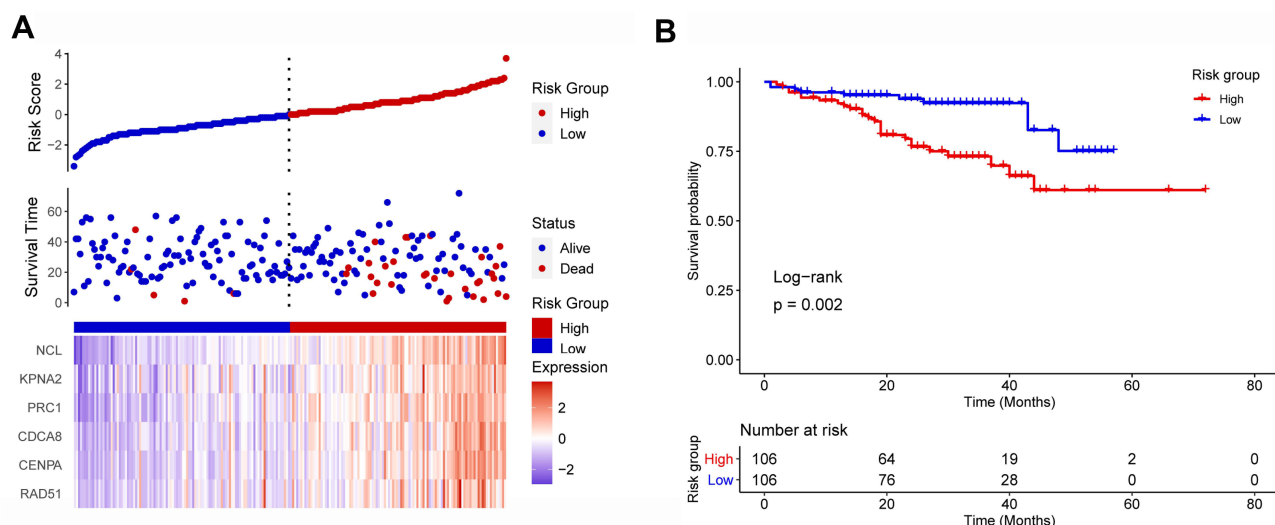 A
Risk Score
4
2
0
−2
Risk Group
High
Low
Survival Time
60
40
20
0
Status
Alive
Dead
Risk Group
High
Low
NCL
KPNA2
PRC1
CDCA8
CENPA
RAD51
Expression
2
0
−2
B
Survival probability
1.00
0.75
0.50
0.25
0.00
Risk group
High
Low
Log−rank
p = 0.002
0 20 40 60 80
Time (Months)
Number at risk
Risk group
High 106 64 19 2 0
Low 106 76 28 0 0
0 20 40 60 80
Time (Months)